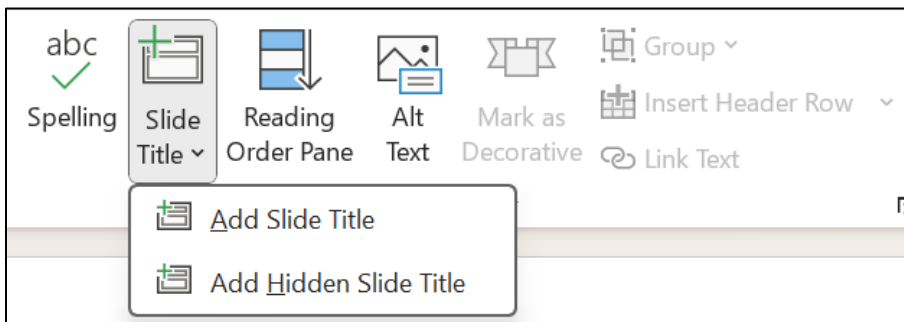 abc
Spelling
Slide
Title
Reading
Order Pane
Alt
Text
Mark as
Decorative
Group
Insert Header Row
Link Text
Add Slide Title
Add Hidden Slide Title